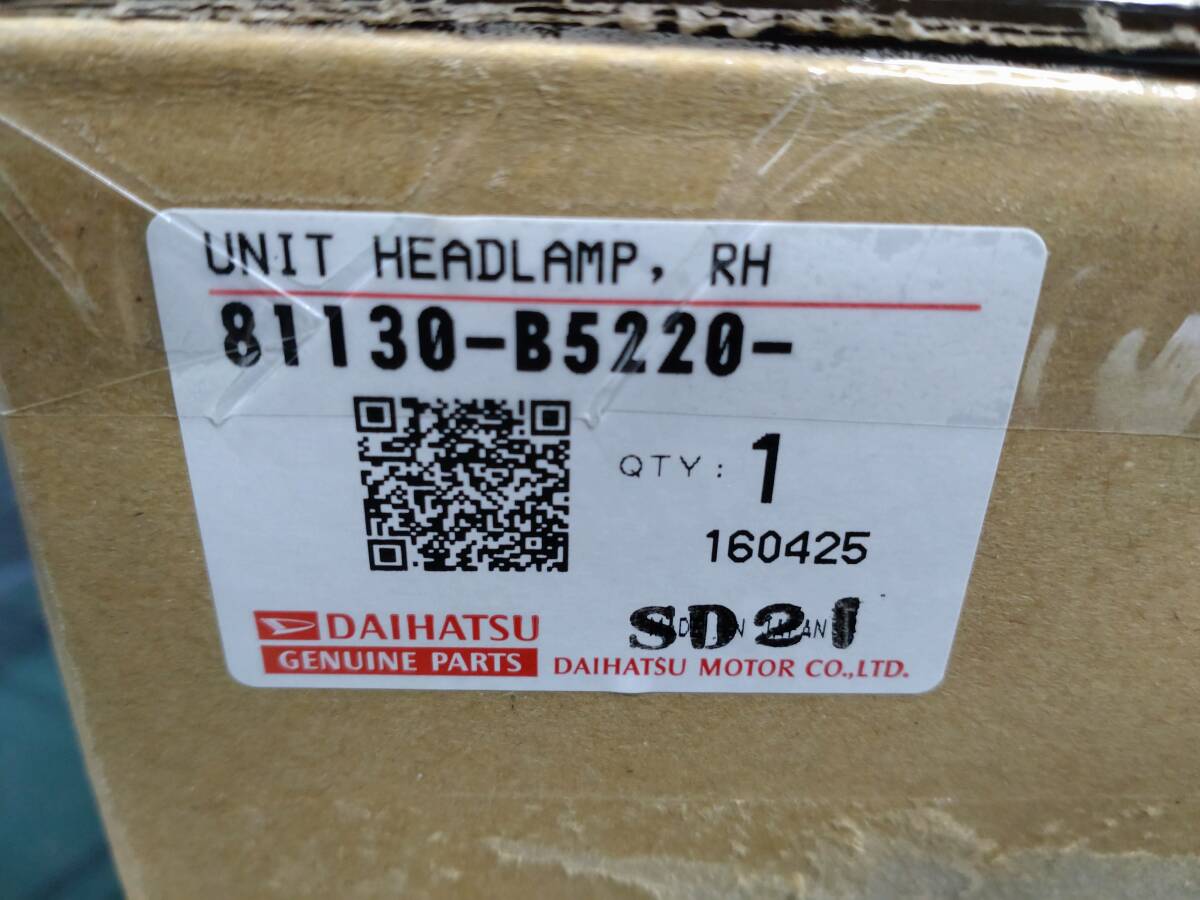 UNIT HEADLAMP, RH
81130-B5220-
QTY: 1
160425
SD21
DAIHATSU
GENUINE PARTS
DAIHATSU MOTOR CO.,LTD.